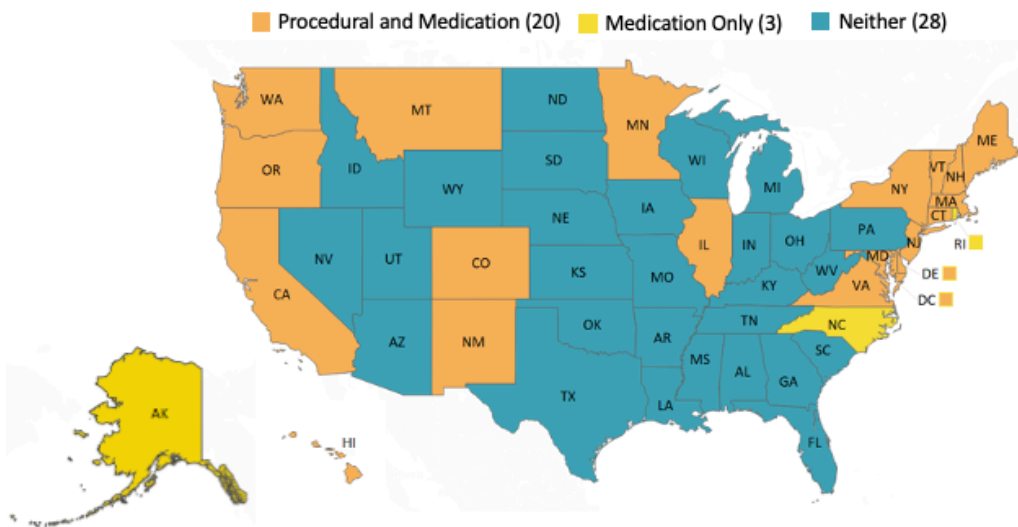 Procedural and Medication (20) Medication Only (3) Neither (28)
WA MT ND MN ME
OR ID WY SD WI MI NY VT NH
MA CT RI
NV UT CO NE IA IL IN OH PA NJ
CA KS MO KY WV MD DE
VA DC
AZ NM OK AR TN NC
TX LA MS AL GA SC
FL
AK HI